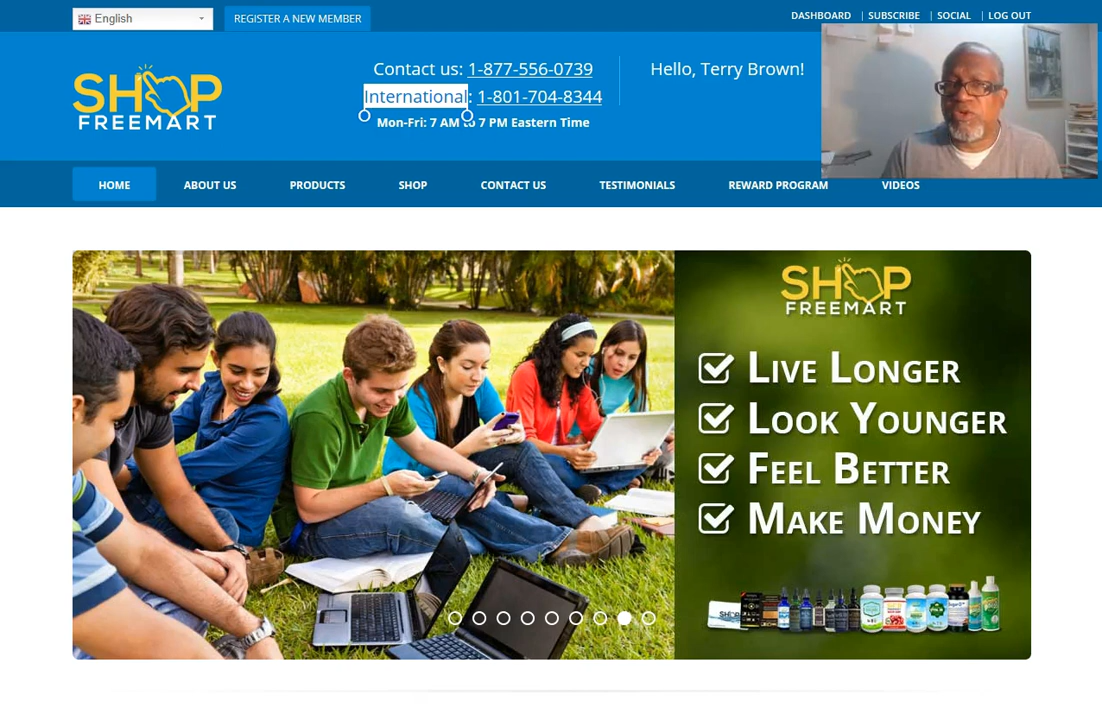 English
REGISTER A NEW MEMBER
DASHBOARD | SUBSCRIBE | SOCIAL | LOG OUT
SHOP
FREEMART
Contact us: 1-877-556-0739
International: 1-801-704-8344
Mon-Fri: 7 AM to 7 PM Eastern Time
Hello, Terry Brown!
HOME
ABOUT US
PRODUCTS
SHOP
CONTACT US
TESTIMONIALS
REWARD PROGRAM
VIDEOS
SHOP
FREEMART
LIVE LONGER
LOOK YOUNGER
FEEL BETTER
MAKE MONEY